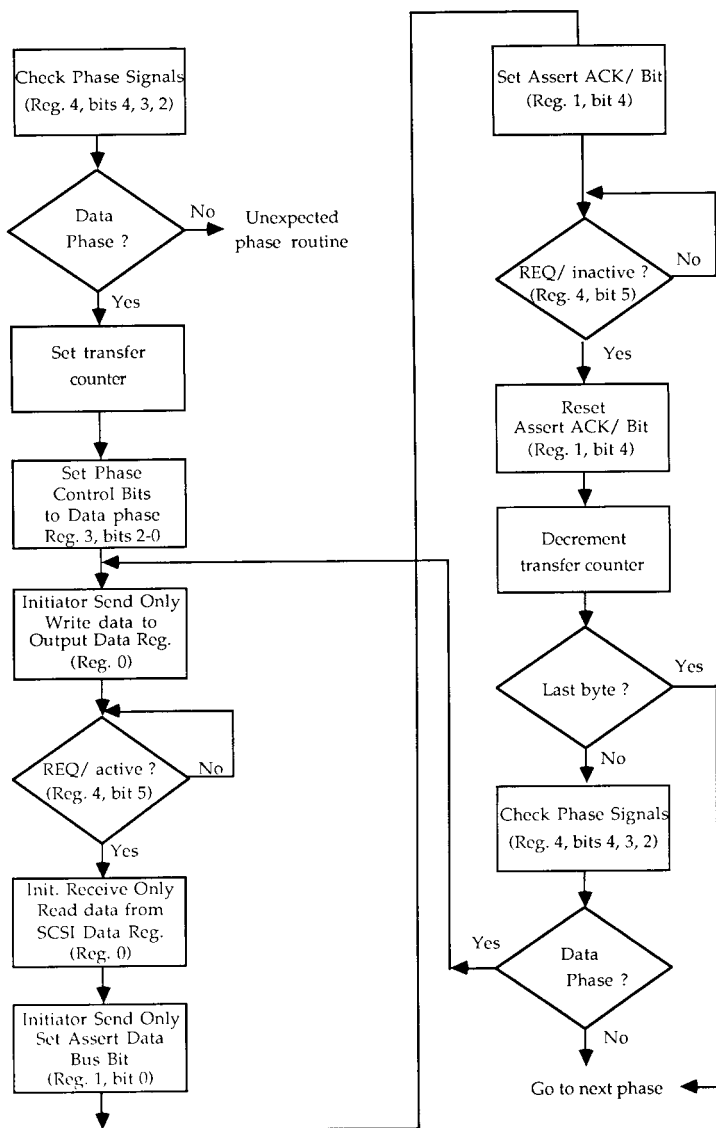 Check Phase Signals
(Reg. 4, bits 4, 3, 2)
Data
Phase ?
No
Unexpected
phase routine
Yes
Set transfer
counter
Set Phase
Control Bits
to Data phase
Reg. 3, bits 2-0
Initiator Send Only
Write data to
Output Data Reg.
(Reg. 0)
REQ/ active ?
(Reg. 4, bit 5)
No
Yes
Init. Receive Only
Read data from
SCSI Data Reg.
(Reg. 0)
Initiator Send Only
Set Assert Data
Bus Bit
(Reg. 1, bit 0)
Set Assert ACK/ Bit
(Reg. 1, bit 4)
REQ/ inactive ?
(Reg. 4, bit 5)
No
Yes
Reset
Assert ACK/ Bit
(Reg. 1, bit 4)
Decrement
transfer counter
Last byte ?
Yes
No
Check Phase Signals
(Reg. 4, bits 4, 3, 2)
Yes
Data
Phase ?
No
Go to next phase